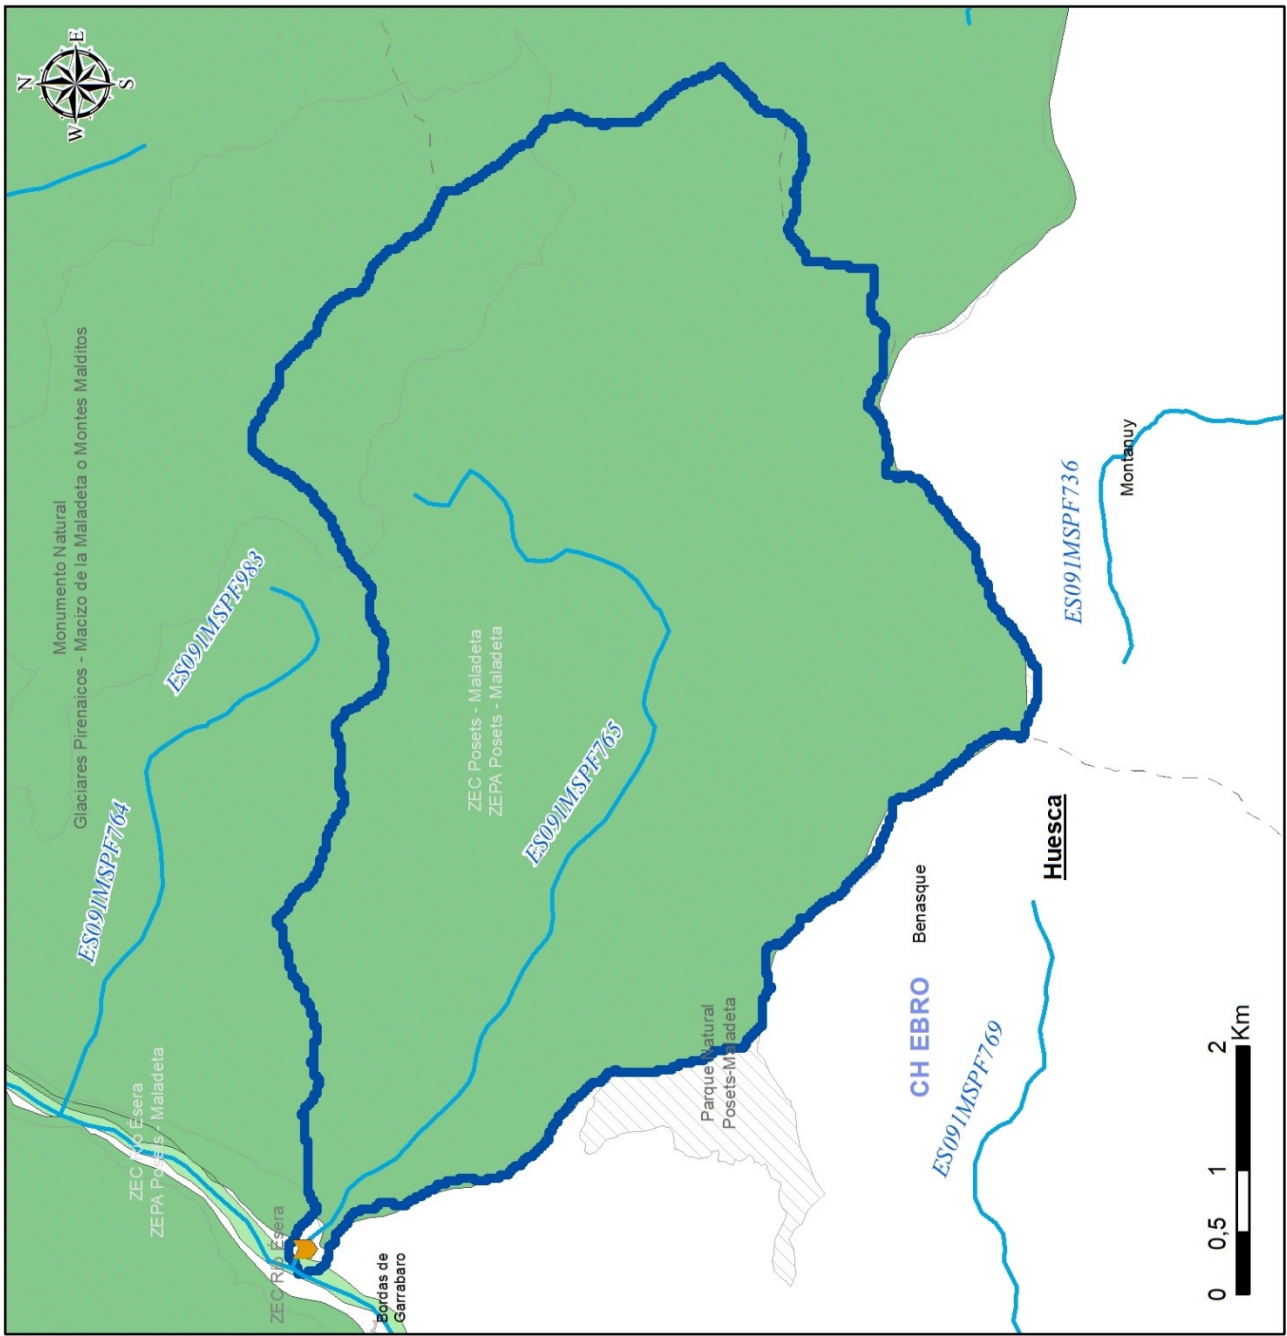 N
E
S
W
Monumento Natural
Glaciares Pirenaicos - Macizo de la Maladeta o Montes Malditos
ES091MSPF983
ES091MSPF764
ZEC Posets - Maladeta
ZEPA Posets - Maladeta
ES091MSPF765
ZEC Río Ésera
ZEPA Posets - Maladeta
ZEC Río Ésera
Bordas de
Garrabaro
Parque Natural
Posets-Maladeta
CH EBRO
Benasque
Huesca
ES091MSPF769
ES091MSPF736
Montanuy
0 0,5 1 2
Km